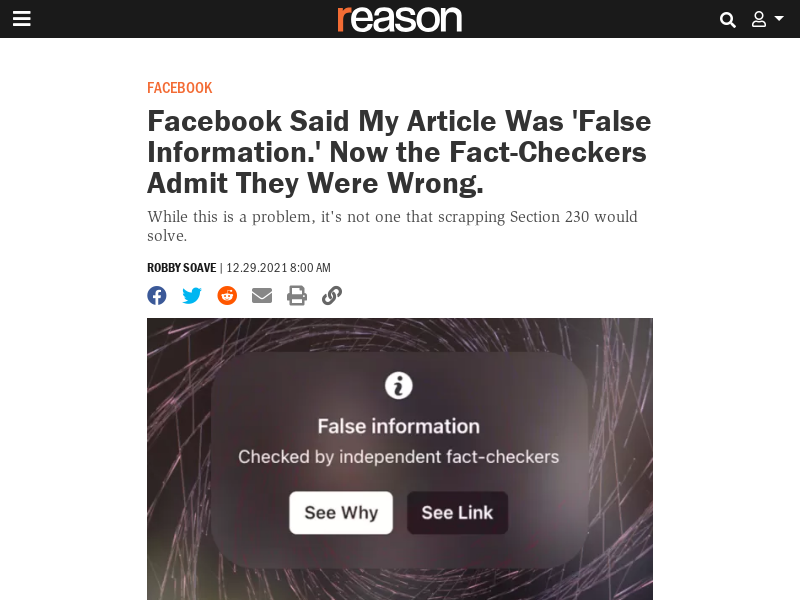 reason
FACEBOOK
Facebook Said My Article Was 'False
Information.' Now the Fact-Checkers
Admit They Were Wrong.
While this is a problem, it's not one that scrapping Section 230 would
solve.
ROBBY SOAVE | 12.29.2021 8:00 AM
False information
Checked by independent fact-checkers
See Why See Link